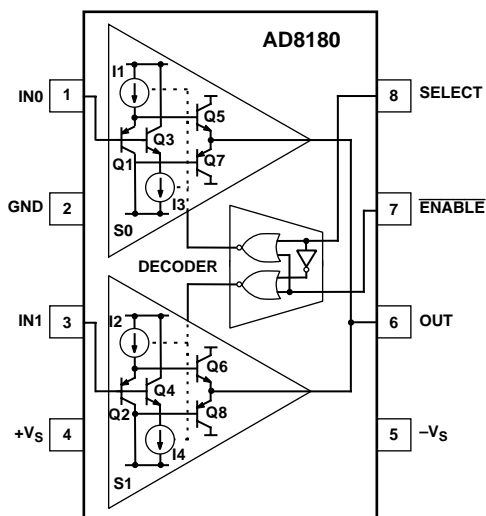 AD8180
IN0 1
GND 2
IN1 3
+VS 4
8 SELECT
7 ENABLE
6 OUT
5 –VS
I1
Q5
Q3
Q1
Q7
I3
S0
DECODER
I2
Q6
Q4
Q2
Q8
I4
S1